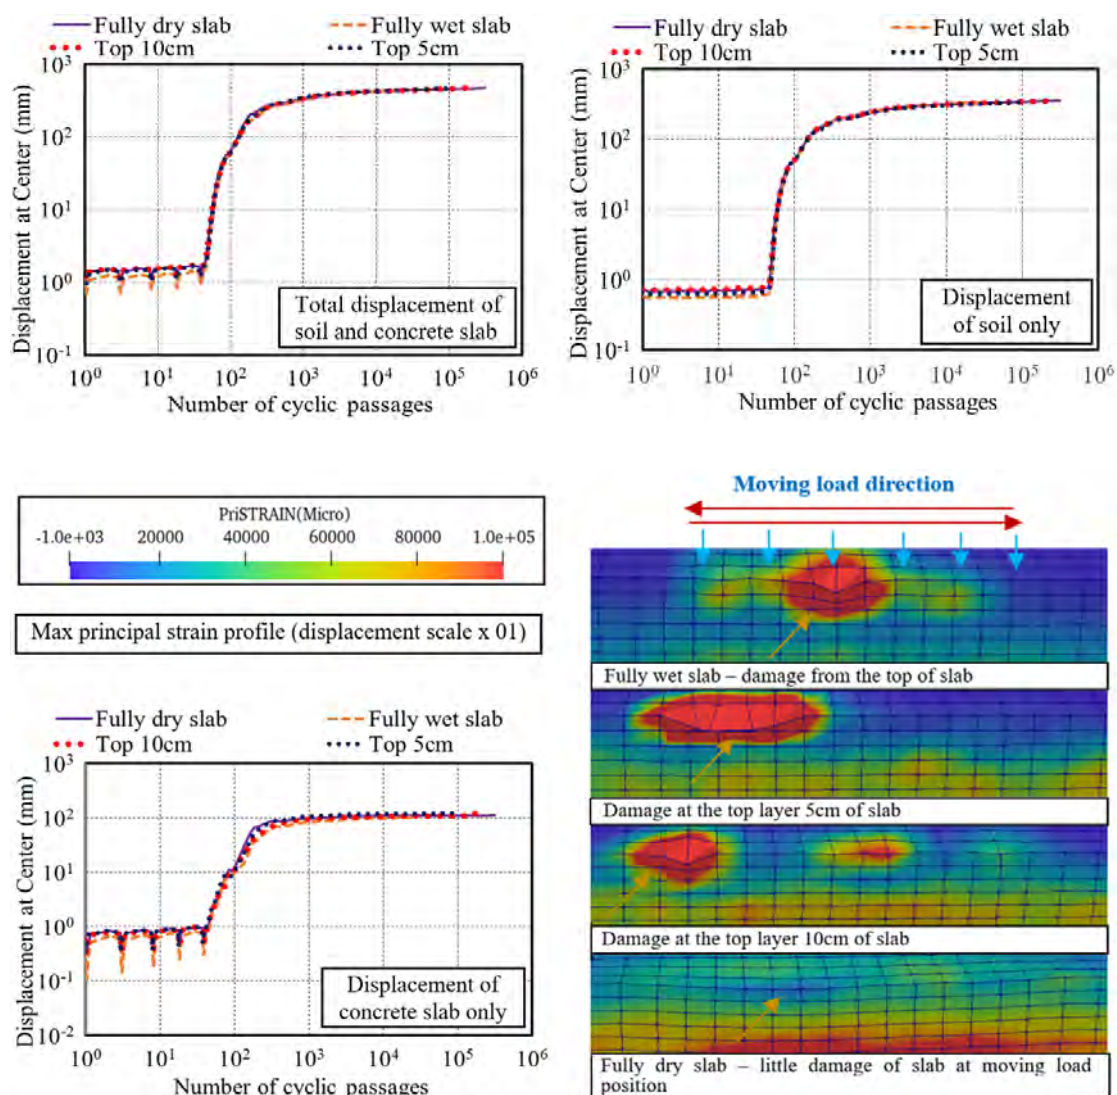 Fully dry slab
Fully wet slab
Top 10cm
Top 5cm
Displacement at Center (mm)
10³
10²
10¹
10⁰
10⁻¹
Total displacement of
soil and concrete slab
10⁰ 10¹ 10² 10³ 10⁴ 10⁵ 10⁶
Number of cyclic passages
Fully dry slab
Fully wet slab
Top 10cm
Top 5cm
Displacement at Center (mm)
10³
10²
10¹
10⁰
10⁻¹
Displacement
of soil only
10⁰ 10¹ 10² 10³ 10⁴ 10⁵ 10⁶
Number of cyclic passages
PriSTRAIN(Micro)
-1.0e+03 20000 40000 60000 80000 1.0e+05
Max principal strain profile (displacement scale x 01)
Fully dry slab
Fully wet slab
Top 10cm
Top 5cm
Displacement at Center (mm)
10³
10²
10¹
10⁰
10⁻¹
10⁻²
Displacement of
concrete slab only
10⁰ 10¹ 10² 10³ 10⁴ 10⁵ 10⁶
Number of cyclic passages
Moving load direction
Fully wet slab – damage from the top of slab
Damage at the top layer 5cm of slab
Damage at the top layer 10cm of slab
Fully dry slab – little damage of slab at moving load
position